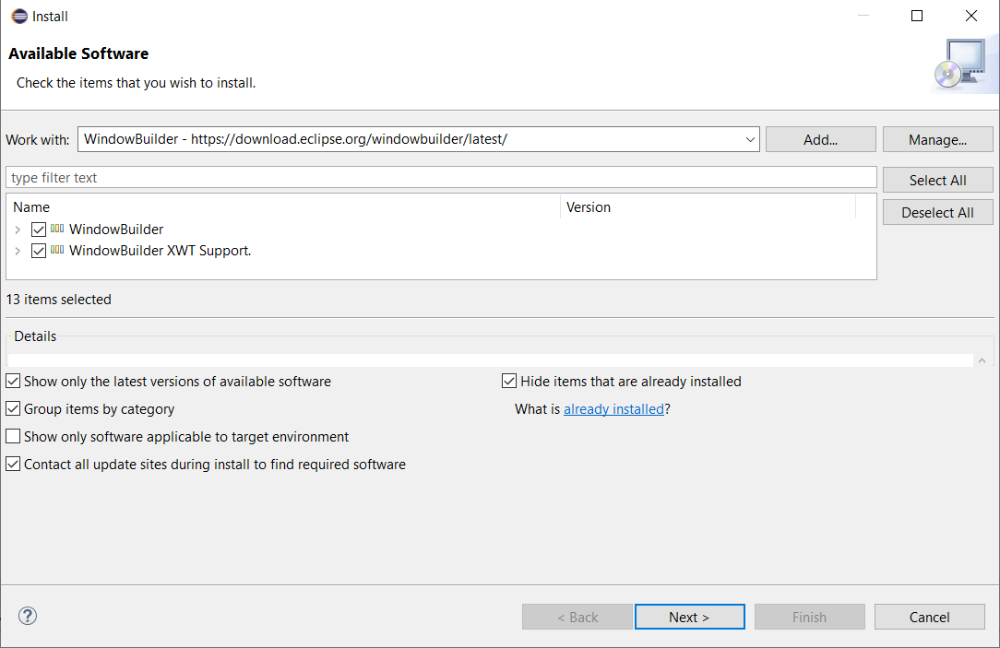 Install
Available Software
Check the items that you wish to install.
Work with: WindowBuilder - https://download.eclipse.org/windowbuilder/latest/ Add... Manage...
type filter text
Select All
Name Version
Deselect All
WindowBuilder
WindowBuilder XWT Support.
13 items selected
Details
Show only the latest versions of available software Hide items that are already installed
Group items by category What is already installed?
Show only software applicable to target environment
Contact all update sites during install to find required software
? < Back Next > Finish Cancel